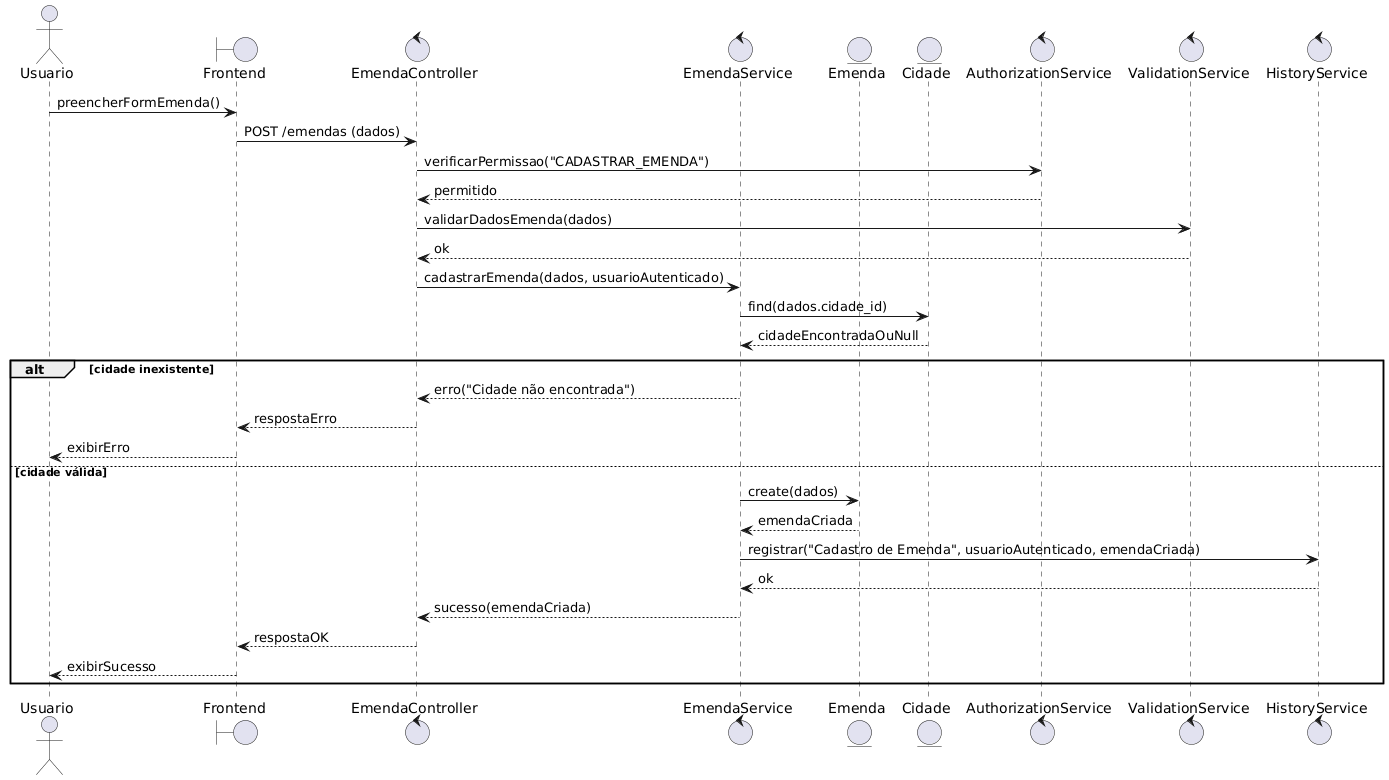 Usuario
Frontend
EmendaController
EmendaService
Emenda
Cidade
AuthorizationService
ValidationService
HistoryService
preencherFormEmenda()
POST /emendas (dados)
verificarPermissao("CADASTRAR_EMENDA")
permitido
validarDadosEmenda(dados)
ok
cadastrarEmenda(dados, usuarioAutenticado)
find(dados.cidade_id)
cidadeEncontradaOuNull
alt [cidade inexistente]
erro("Cidade não encontrada")
respostaErro
exibirErro
[cidade válida]
create(dados)
emendaCriada
registrar("Cadastro de Emenda", usuarioAutenticado, emendaCriada)
ok
sucesso(emendaCriada)
respostaOK
exibirSucesso
Usuario
Frontend
EmendaController
EmendaService
Emenda
Cidade
AuthorizationService
ValidationService
HistoryService